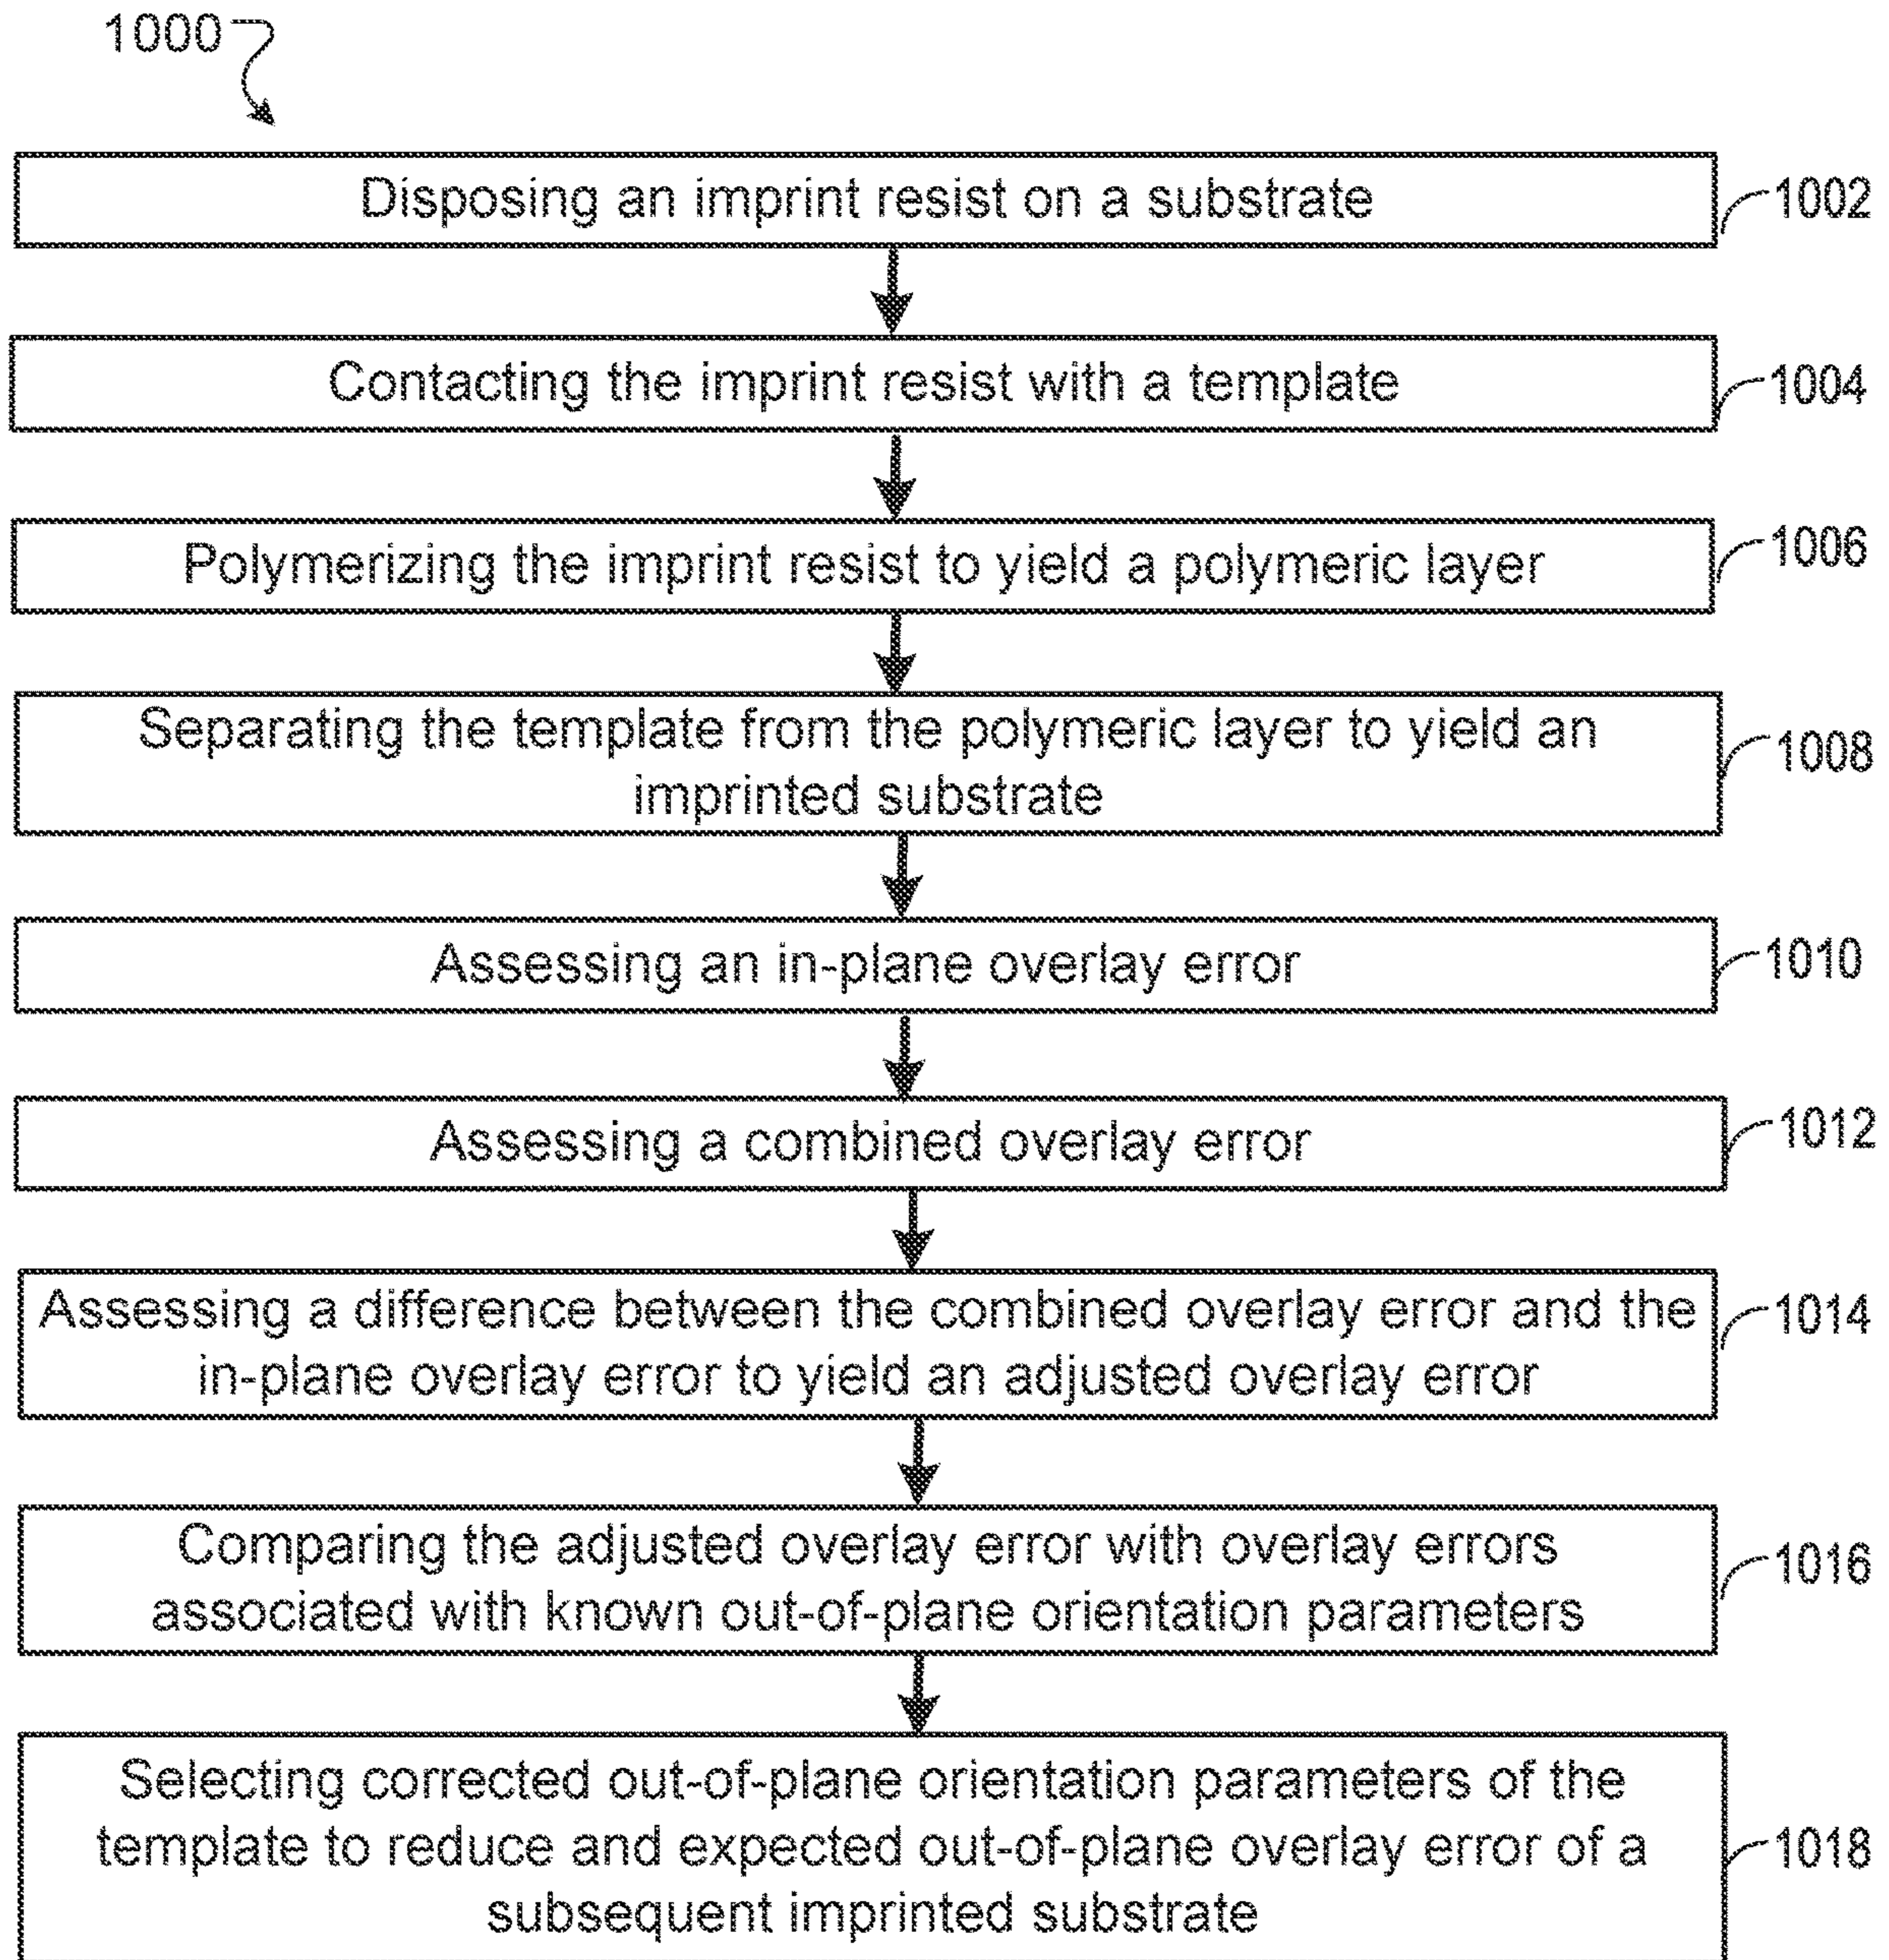 1000
Disposing an imprint resist on a substrate
1002
Contacting the imprint resist with a template
1004
Polymerizing the imprint resist to yield a polymeric layer
1006
Separating the template from the polymeric layer to yield an
imprinted substrate
1008
Assessing an in-plane overlay error
1010
Assessing a combined overlay error
1012
Assessing a difference between the combined overlay error and the
in-plane overlay error to yield an adjusted overlay error
1014
Comparing the adjusted overlay error with overlay errors
associated with known out-of-plane orientation parameters
1016
Selecting corrected out-of-plane orientation parameters of the
template to reduce and expected out-of-plane overlay error of a
subsequent imprinted substrate
1018